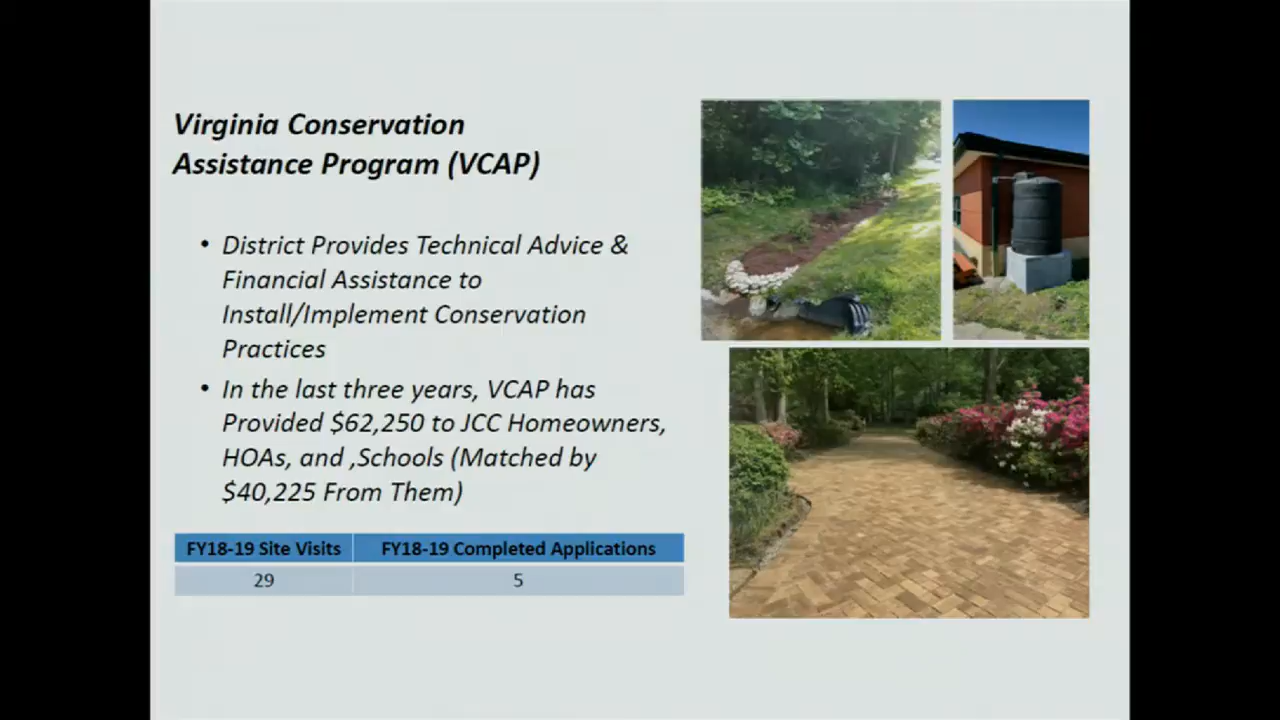 Virginia Conservation
Assistance Program (VCAP)
• District Provides Technical Advice &
Financial Assistance to
Install/Implement Conservation
Practices
• In the last three years, VCAP has
Provided $62,250 to JCC Homeowners,
HOAs, and ,Schools (Matched by
$40,225 From Them)
FY18-19 Site Visits FY18-19 Completed Applications
29 5